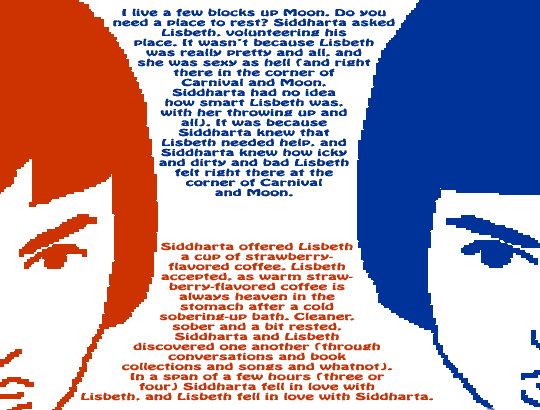 I live a few blocks up Moon. Do you
need a place to rest? Siddharta asked
Lisbeth, volunteering his
place. It wasn't because Lisbeth
was really pretty and all, and
she was sexy as hell (and right
there in the corner of
Carnival and Moon.
Siddharta had no idea
how smart Lisbeth was,
with her throwing up and
all). It was because
Siddharta knew that
Lisbeth needed help, and
Siddharta knew how icky
and dirty and bad Lisbeth
felt right there at the
corner of Carnival
and Moon.
Siddharta offered Lisbeth
a cup of strawberry-
flavored coffee. Lisbeth
accepted, as warm straw-
berry-flavored coffee is
always heaven in the
stomach after a cold
sobering-up bath. Cleaner,
sober and a bit rested,
Siddharta and Lisbeth
discovered one another (through
conversations and book
collections and songs and whatnot).
In a span of a few hours (three or
four) Siddharta fell in love with
Lisbeth, and Lisbeth fell in love with Siddharta.